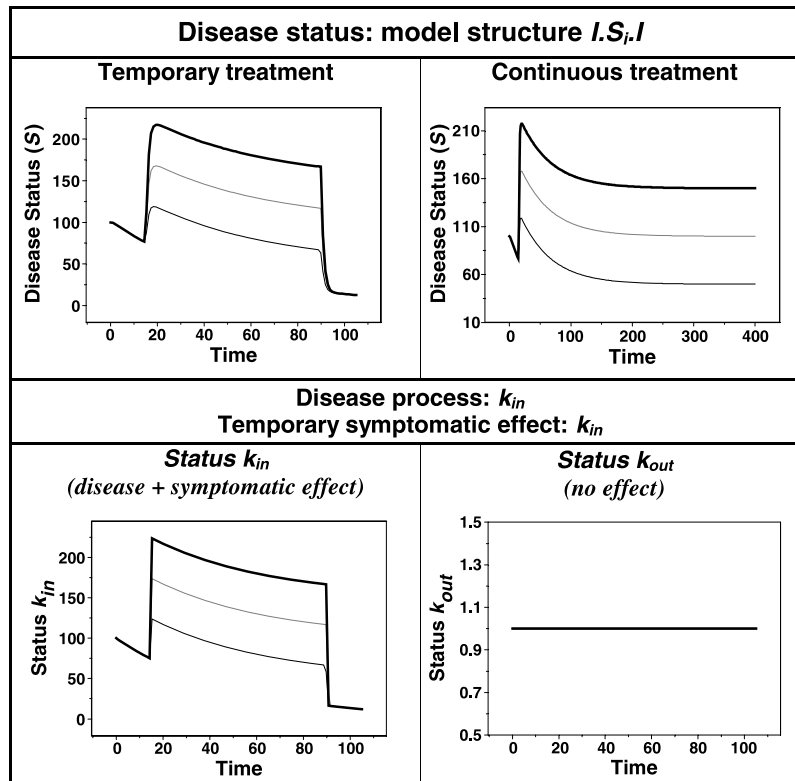 Disease status: model structure I.Si.I
Temporary treatment
Continuous treatment
Disease Status (S)
200
150
100
50
0
0 20 40 60 80 100
Time
Disease Status (S)
210
160
110
60
10
0 100 200 300 400
Time
Disease process: kin
Temporary symptomatic effect: kin
Status kin
(disease + symptomatic effect)
Status kout
(no effect)
Status kin
200
150
100
50
0
0 20 40 60 80 100
Time
Status kout
1.5
1.3
1.1
0.9
0.7
0.5
0 20 40 60 80 100
Time